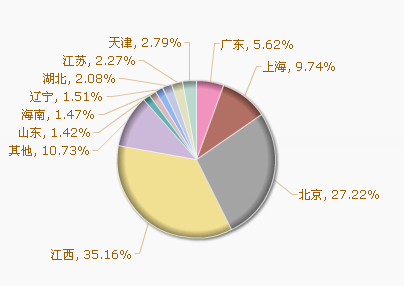 天津, 2.79%
广东, 5.62%
江苏, 2.27%
上海, 9.74%
湖北, 2.08%
辽宁, 1.51%
海南, 1.47%
山东, 1.42%
其他, 10.73%
北京, 27.22%
江西, 35.16%